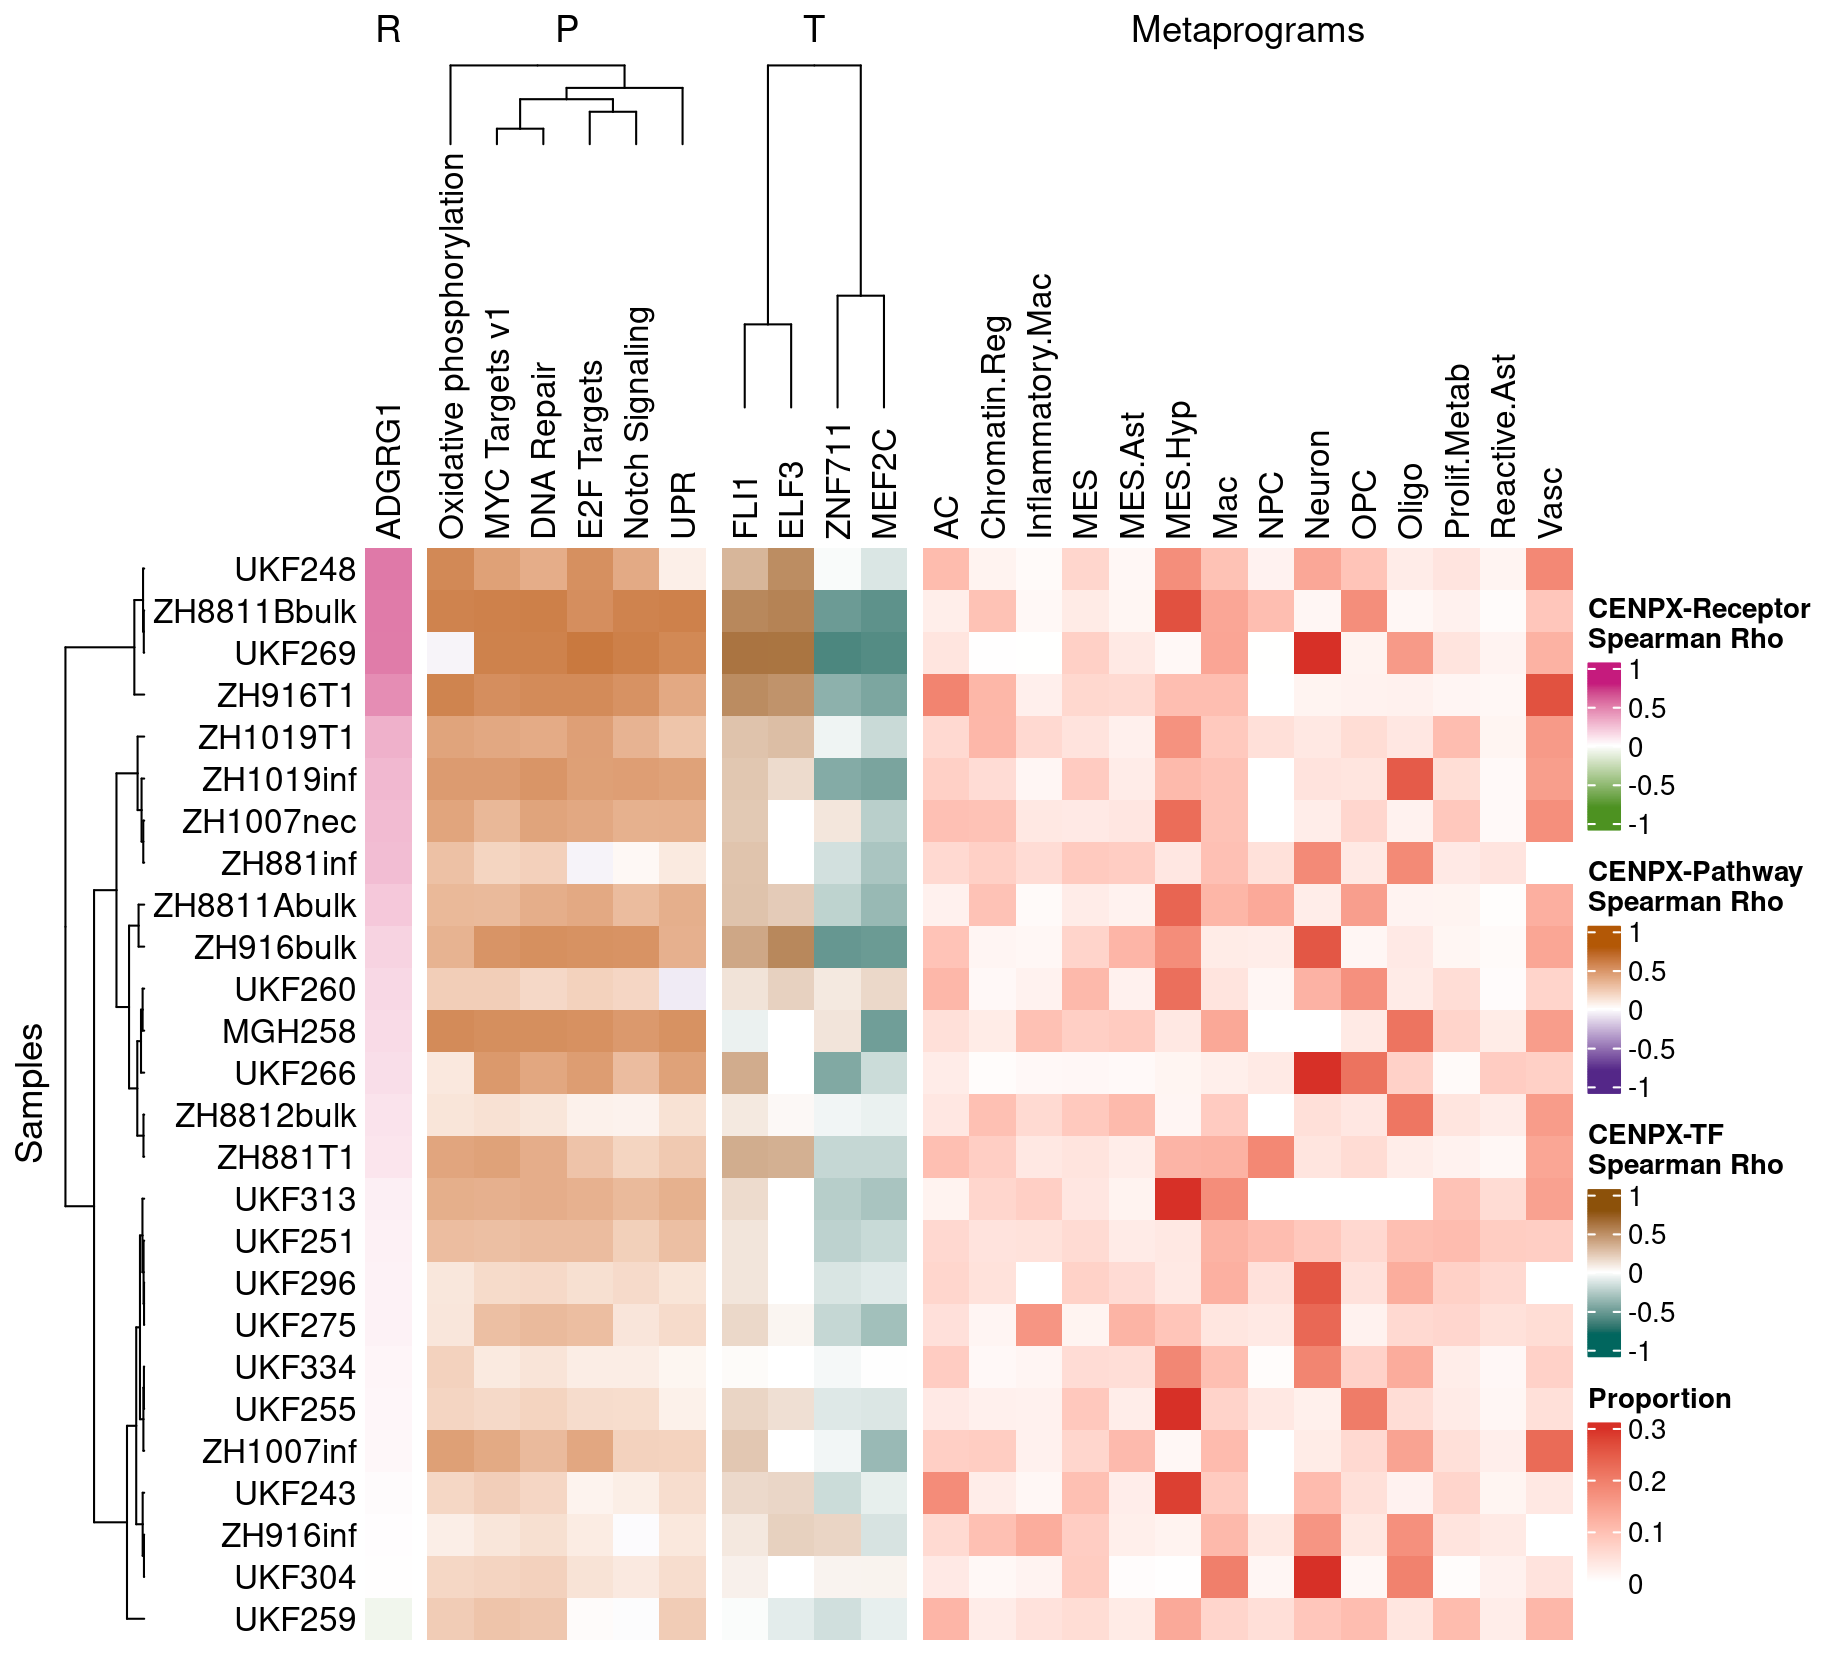 R P T Metaprograms
ADGRG1
Oxidative phosphorylation
MYC Targets v1
DNA Repair
E2F Targets
Notch Signaling
UPR
FLI1
ELF3
ZNF711
MEF2C
AC
Chromatin.Reg
Inflammatory.Mac
MES
MES.Ast
MES.Hyp
Mac
NPC
Neuron
OPC
Oligo
Prolif.Metab
Reactive.Ast
Vasc
Samples
UKF248
ZH8811Bbulk
UKF269
ZH916T1
ZH1019T1
ZH1019inf
ZH1007nec
ZH881inf
ZH8811Abulk
ZH916bulk
UKF260
MGH258
UKF266
ZH8812bulk
ZH881T1
UKF313
UKF251
UKF296
UKF275
UKF334
UKF255
ZH1007inf
UKF243
ZH916inf
UKF304
UKF259
CENPX-Receptor
Spearman Rho
1
0.5
0
-0.5
-1
CENPX-Pathway
Spearman Rho
1
0.5
0
-0.5
-1
CENPX-TF
Spearman Rho
1
0.5
0
-0.5
-1
Proportion
0.3
0.2
0.1
0